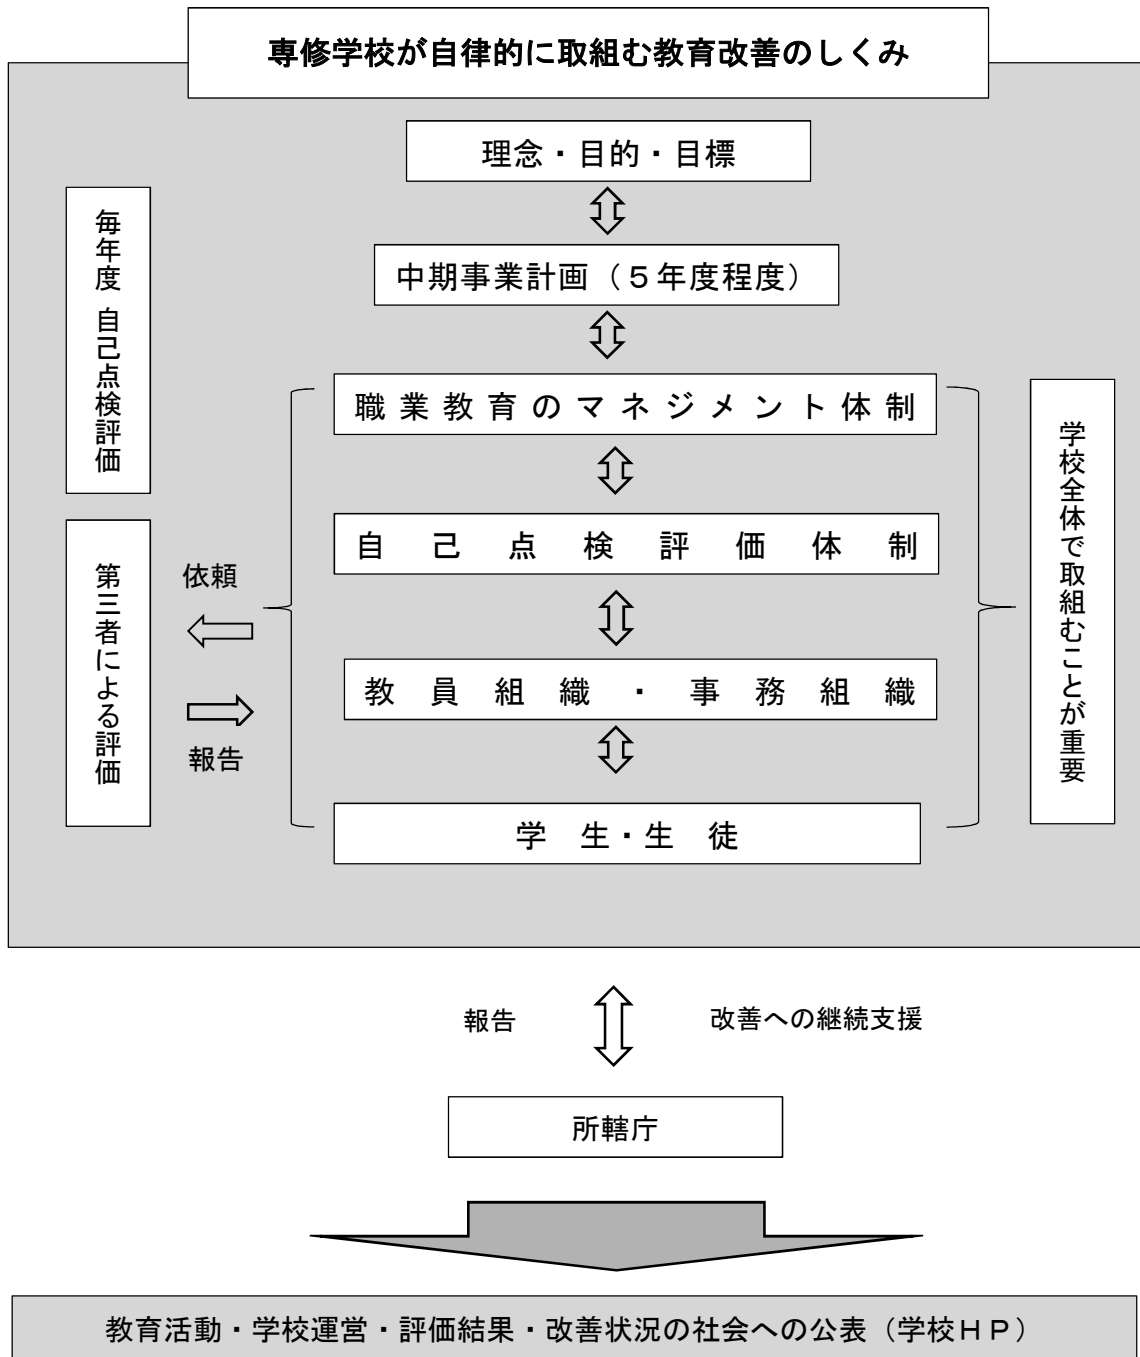 専修学校が自律的に取組む教育改善のしくみ
理念・目的・目標
毎年度 自己点検評価
中期事業計画（５年度程度）
職業教育のマネジメント体制
学校全体で取組むことが重要
自己点検評価体制
第三者による評価
依頼
教員組織・事務組織
報告
学生・生徒
報告
改善への継続支援
所轄庁
教育活動・学校運営・評価結果・改善状況の社会への公表（学校ＨＰ）